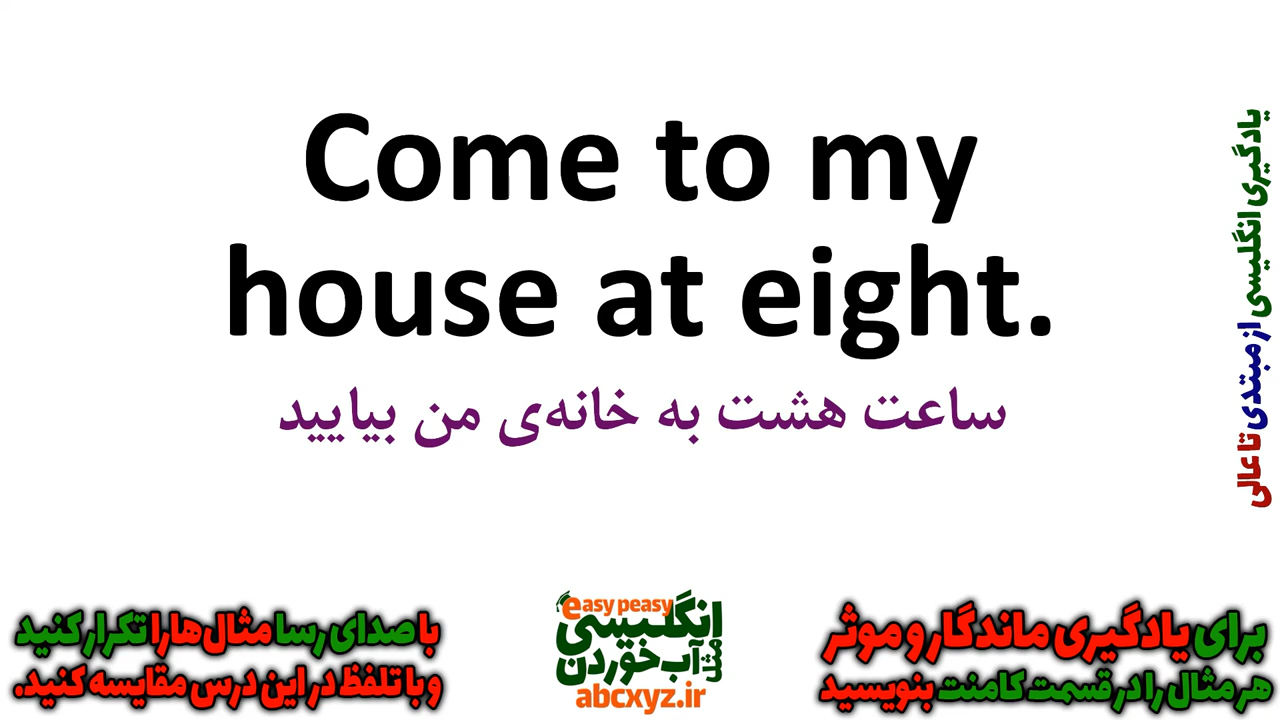 Come to my
house at eight.
ساعت هشت به خانه‌ی من بیایید
یادگیری انگلیسی از مبتدی تا عالی
با صدای رسا مثال‌ها را تکرار کنید
و با تلفظ در این درس مقایسه کنید.
easy peasy
انگلیسی
مثل
آب خوردن
abcxyz.ir
برای یادگیری ماندگار و موثر
هر مثال را در قسمت کامنت بنویسید